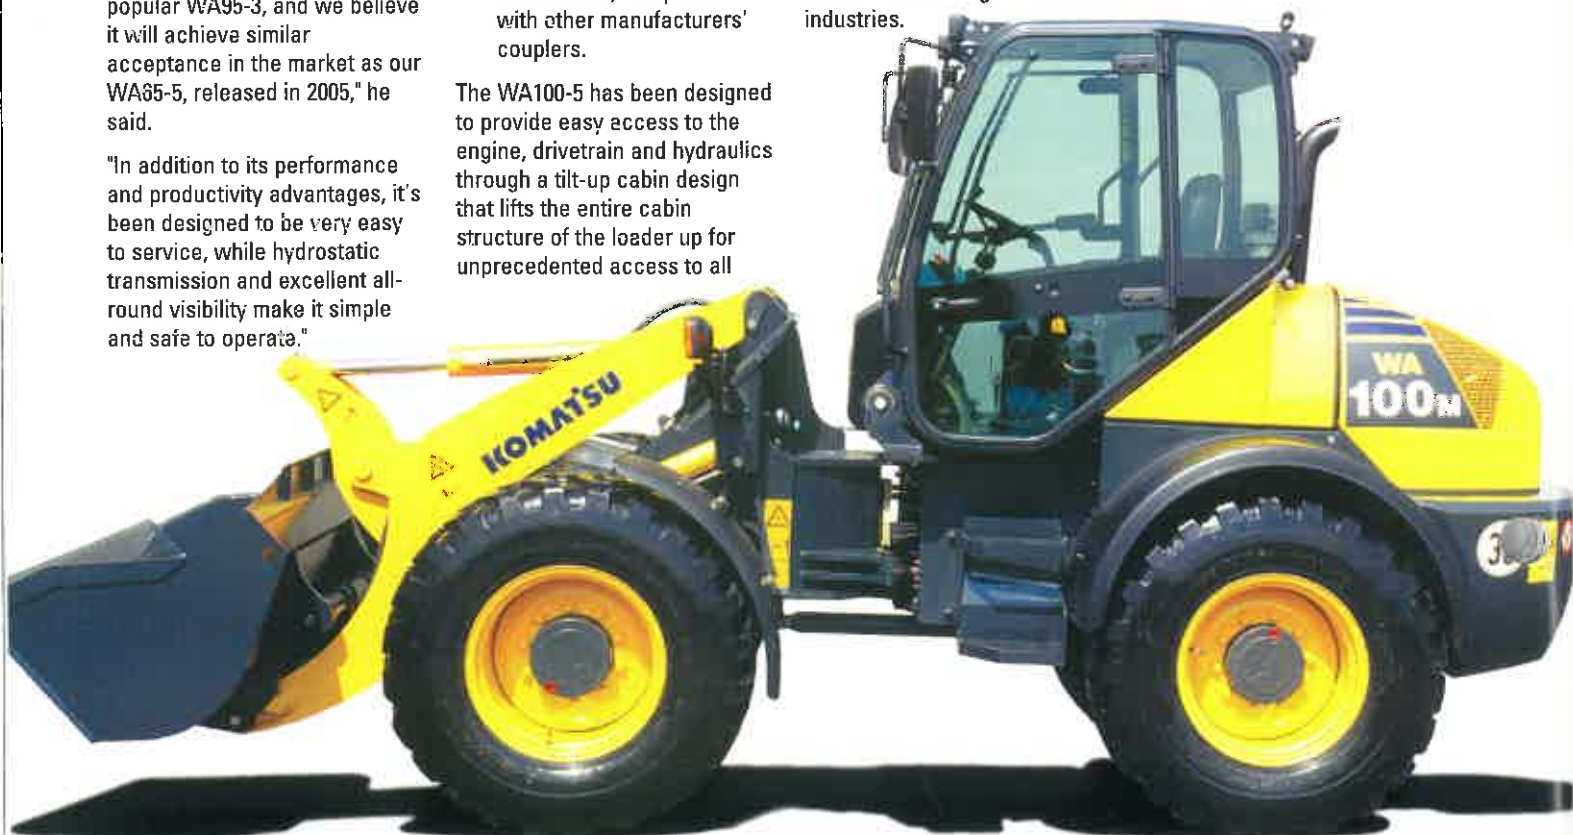 popular WA95-3, and we believe
it will achieve similar
acceptance in the market as our
WA65-5, released in 2005," he
said.
"In addition to its performance
and productivity advantages, it's
been designed to be very easy
to service, while hydrostatic
transmission and excellent all-
round visibility make it simple
and safe to operate."
with other manufacturers'
couplers.
The WA100-5 has been designed
to provide easy access to the
engine, drivetrain and hydraulics
through a tilt-up cabin design
that lifts the entire cabin
structure of the loader up for
unprecedented access to all
industries.
KOMATSU
WA
100M